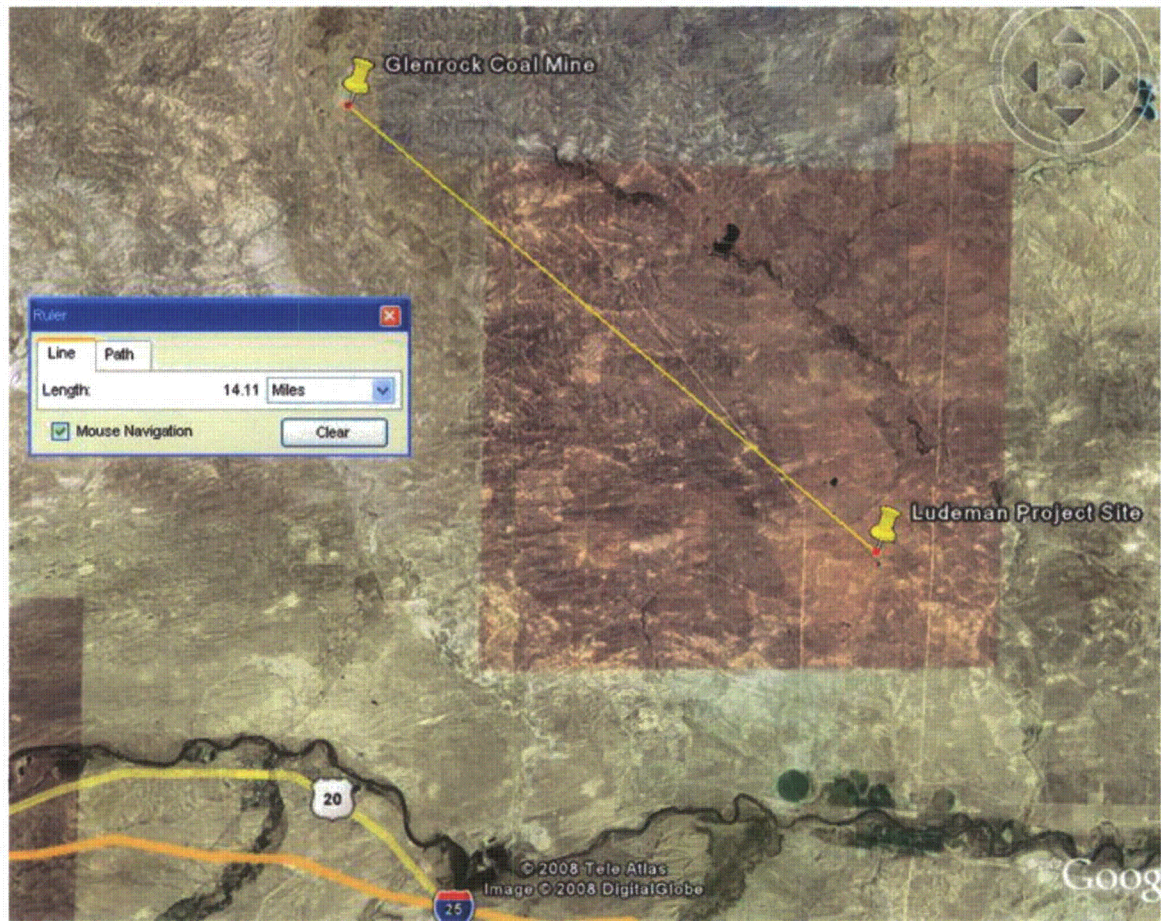 Glenrock Coal Mine
Ruler
Line Path
Length: 14.11 Miles
Mouse Navigation
Clear
Ludeman Project Site
20
© 2008 Tele Atlas
Image © 2008 DigitalGlobe
Goog
25